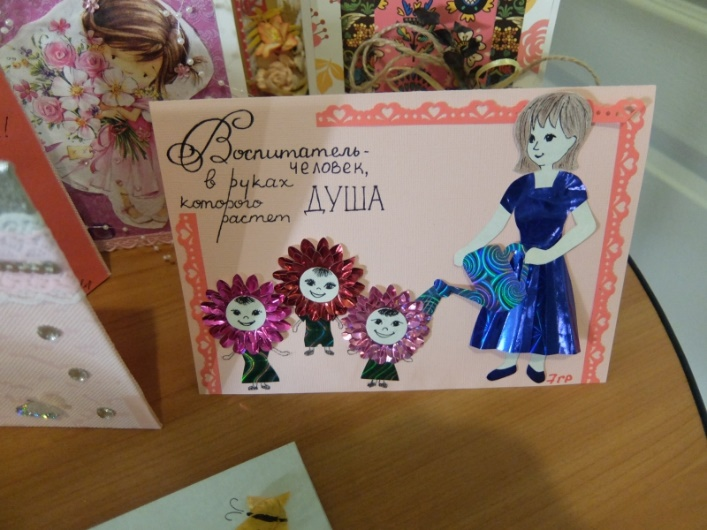 Воспитатель-
человек,
в руках
которого
растет ДУША
7гр
!